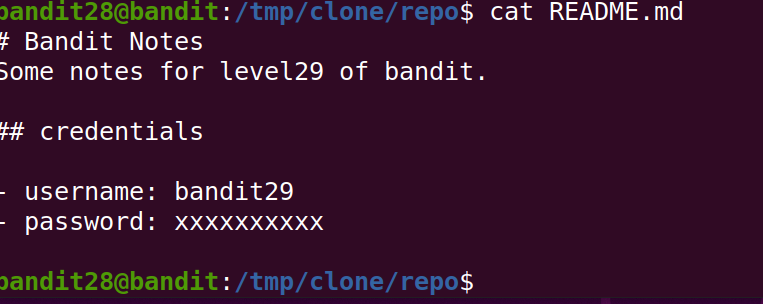 bandit28@bandit:/tmp/clone/repo$ cat README.md
# Bandit Notes
Some notes for level29 of bandit.
## credentials
- username: bandit29
- password: xxxxxxxxxx
bandit28@bandit:/tmp/clone/repo$